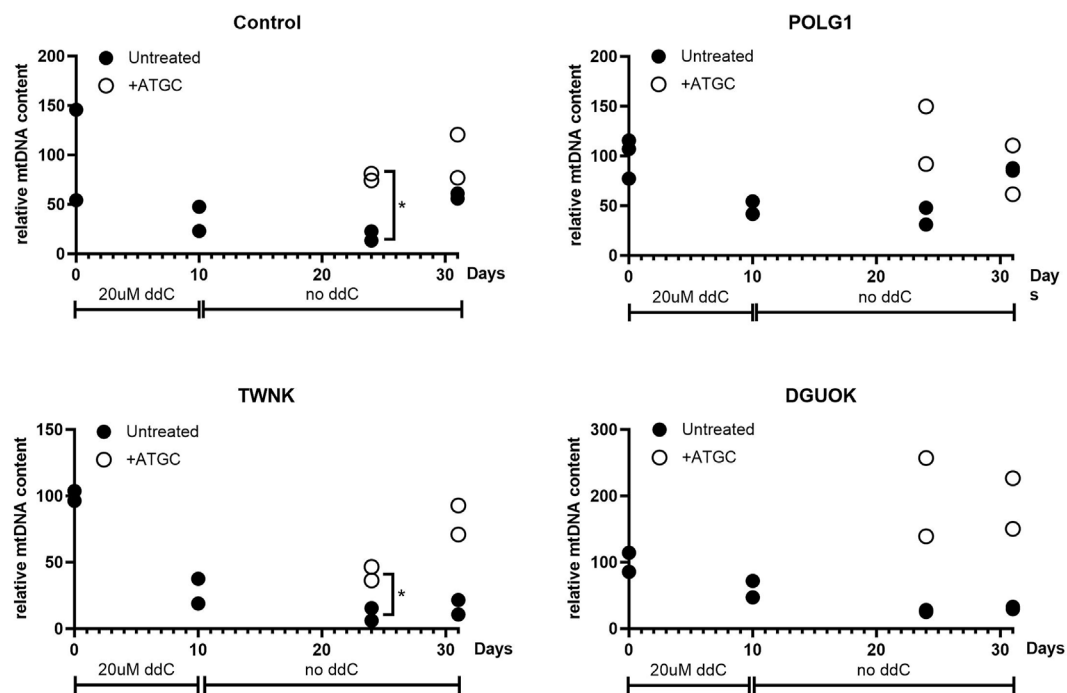 Control
relative mtDNA content
200
150
100
50
0
Untreated
+ATGC
*
0 10 20 30 Days
20uM ddC no ddC
POLG1
relative mtDNA content
200
150
100
50
0
Untreated
+ATGC
0 10 20 30 Day
s
20uM ddC no ddC
TWNK
relative mtDNA content
150
100
50
0
Untreated
+ATGC
*
0 10 20 30 Days
20uM ddC no ddC
DGUOK
relative mtDNA content
300
200
100
0
Untreated
+ATGC
0 10 20 30 Days
20uM ddC no ddC